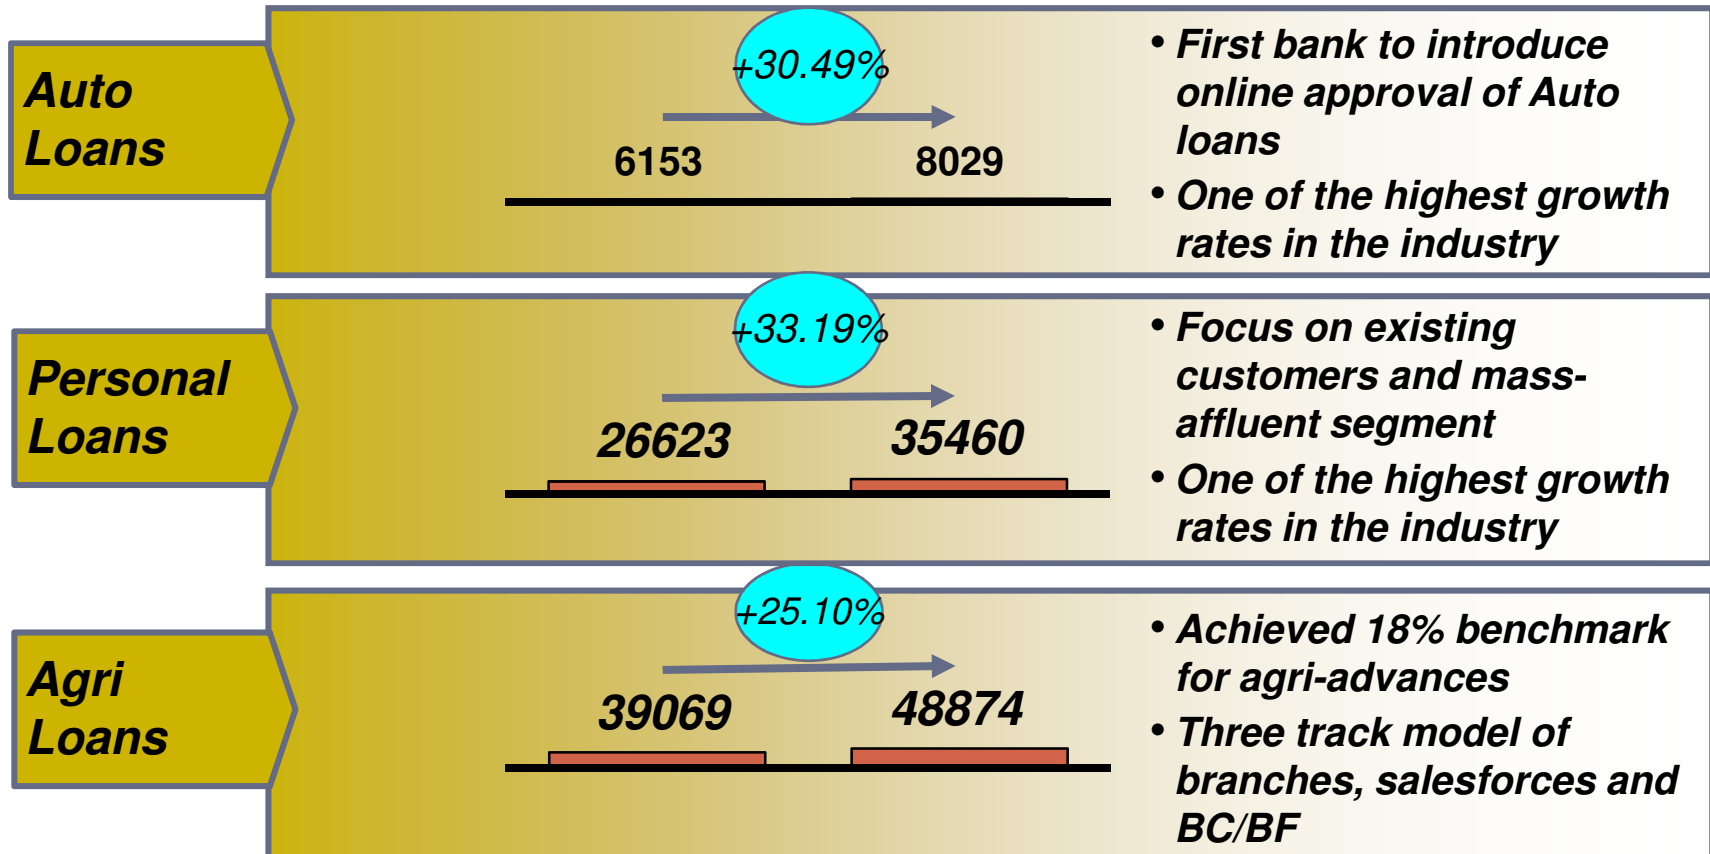 Auto
Loans
+30.49%
6153 8029
• First bank to introduce
online approval of Auto
loans
• One of the highest growth
rates in the industry
Personal
Loans
+33.19%
26623 35460
• Focus on existing
customers and mass-
affluent segment
• One of the highest growth
rates in the industry
Agri
Loans
+25.10%
39069 48874
• Achieved 18% benchmark
for agri-advances
• Three track model of
branches, salesforces and
BC/BF